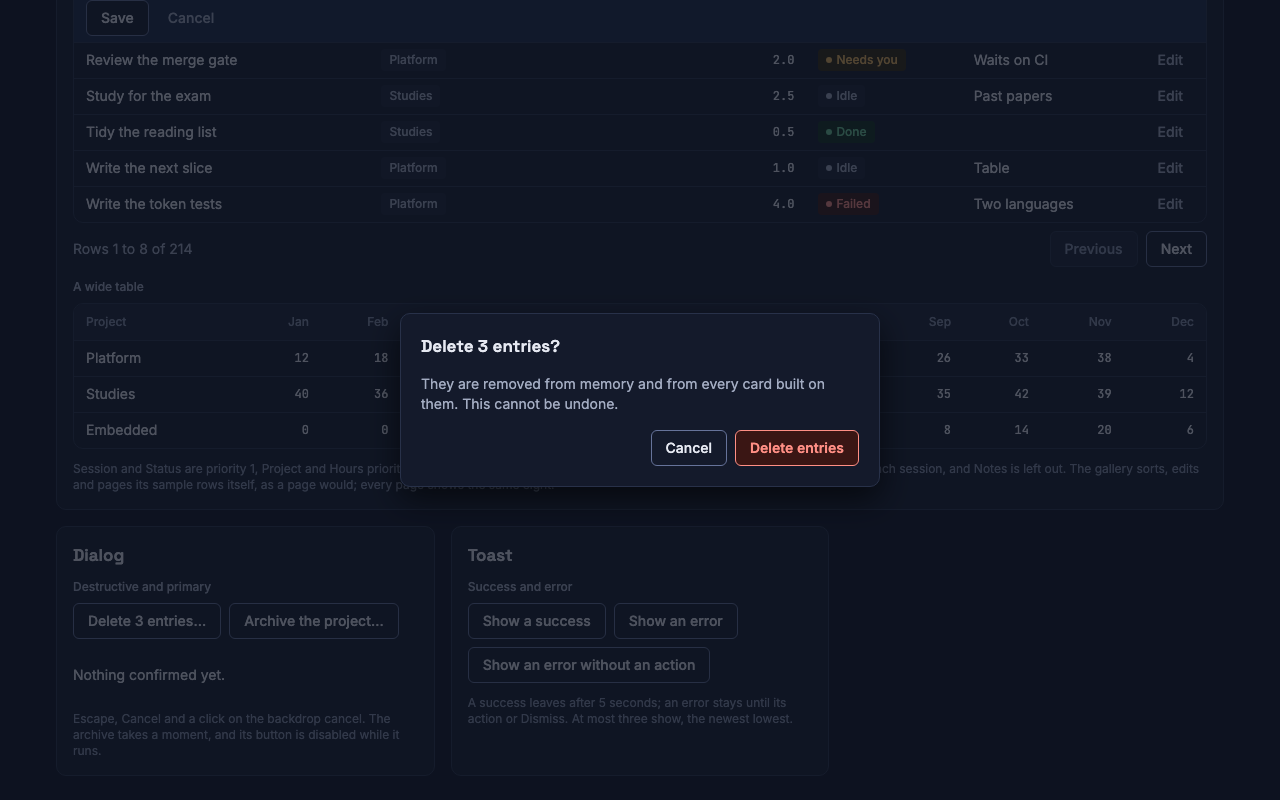 Save Cancel
Review the merge gate Platform 2.0 Needs you Waits on CI Edit
Study for the exam Studies 2.5 Idle Past papers Edit
Tidy the reading list Studies 0.5 Done Edit
Write the next slice Platform 1.0 Idle Table Edit
Write the token tests Platform 4.0 Failed Two languages Edit
Rows 1 to 8 of 214 Previous Next
A wide table
Project Jan Feb Sep Oct Nov Dec
Platform 12 18 26 33 38 4
Studies 40 36 35 42 39 12
Embedded 0 0 8 14 20 6
Delete 3 entries?
They are removed from memory and from every card built on
them. This cannot be undone.
Cancel Delete entries
Session and Status are priority 1, Project and Hours session, and Notes is left out. The gallery sorts, edits
and pages its sample rows itself, as a page would; every
Dialog
Destructive and primary
Delete 3 entries... Archive the project...
Nothing confirmed yet.
Escape, Cancel and a click on the backdrop cancel. The
archive takes a moment, and its button is disabled while it
runs.
Toast
Success and error
Show a success Show an error
Show an error without an action
A success leaves after 5 seconds; an error stays until its
action or Dismiss. At most three show, the newest lowest.